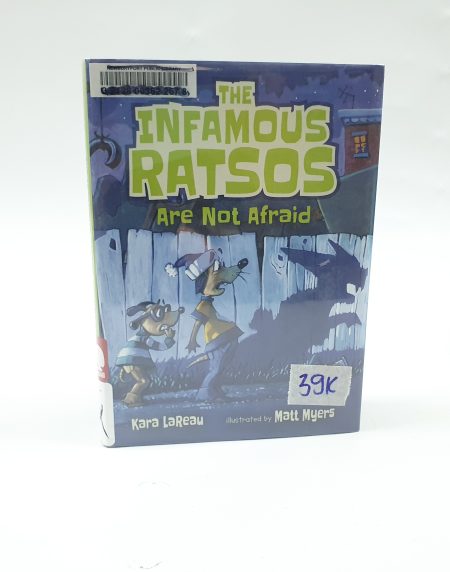 THE
INFAMOUS
RATSOS
Are Not Afraid
39K
Kara LaReau
illustrated by Matt Myers